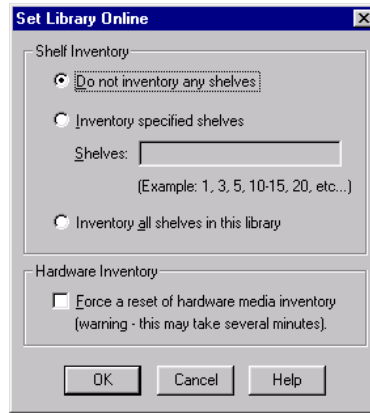 Set Library Online
Shelf Inventory
Do not inventory any shelves
Inventory specified shelves
Shelves:
(Example: 1, 3, 5, 10-15, 20, etc...)
Inventory all shelves in this library
Hardware Inventory
Force a reset of hardware media inventory
(warning - this may take several minutes).
OK Cancel Help